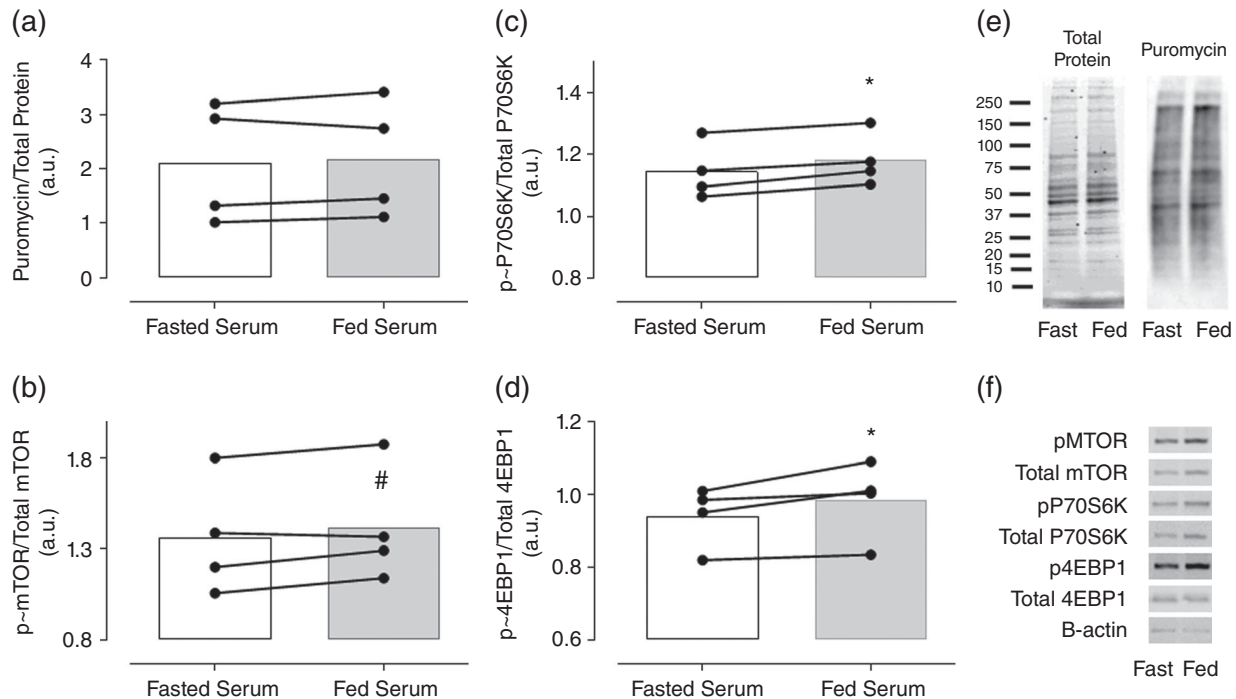 (a)
Puromycin/Total Protein
(a.u.)
4
3
2
1
0
Fasted Serum
Fed Serum
(b)
p~mTOR/Total mTOR
(a.u.)
1.8
1.3
0.8
#
Fasted Serum
Fed Serum
(c)
p~P70S6K/Total P70S6K
(a.u.)
1.4
1.2
1.0
0.8
*
Fasted Serum
Fed Serum
(d)
p~4EBP1/Total 4EBP1
(a.u.)
1.2
1.0
0.8
0.6
*
Fasted Serum
Fed Serum
(e)
Total
Protein
Puromycin
250
150
100
75
50
37
25
20
15
10
Fast Fed
Fast Fed
(f)
pMTOR
Total mTOR
pP70S6K
Total P70S6K
p4EBP1
Total 4EBP1
B-actin
Fast Fed